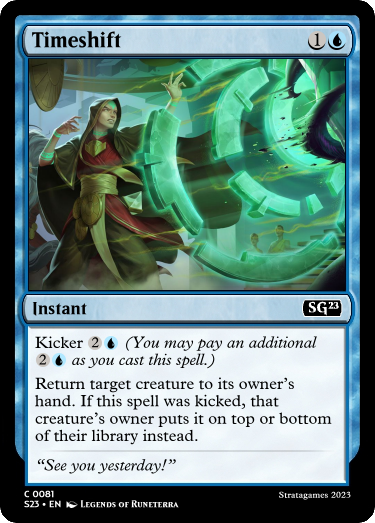 Timeshift 1
Instant SG23
Kicker 2 (You may pay an additional
2 as you cast this spell.)
Return target creature to its owner's
hand. If this spell was kicked, that
creature's owner puts it on top or bottom
of their library instead.
“See you yesterday!”
C 0081
S23 • EN Legends of Runeterra Stratagames 2023